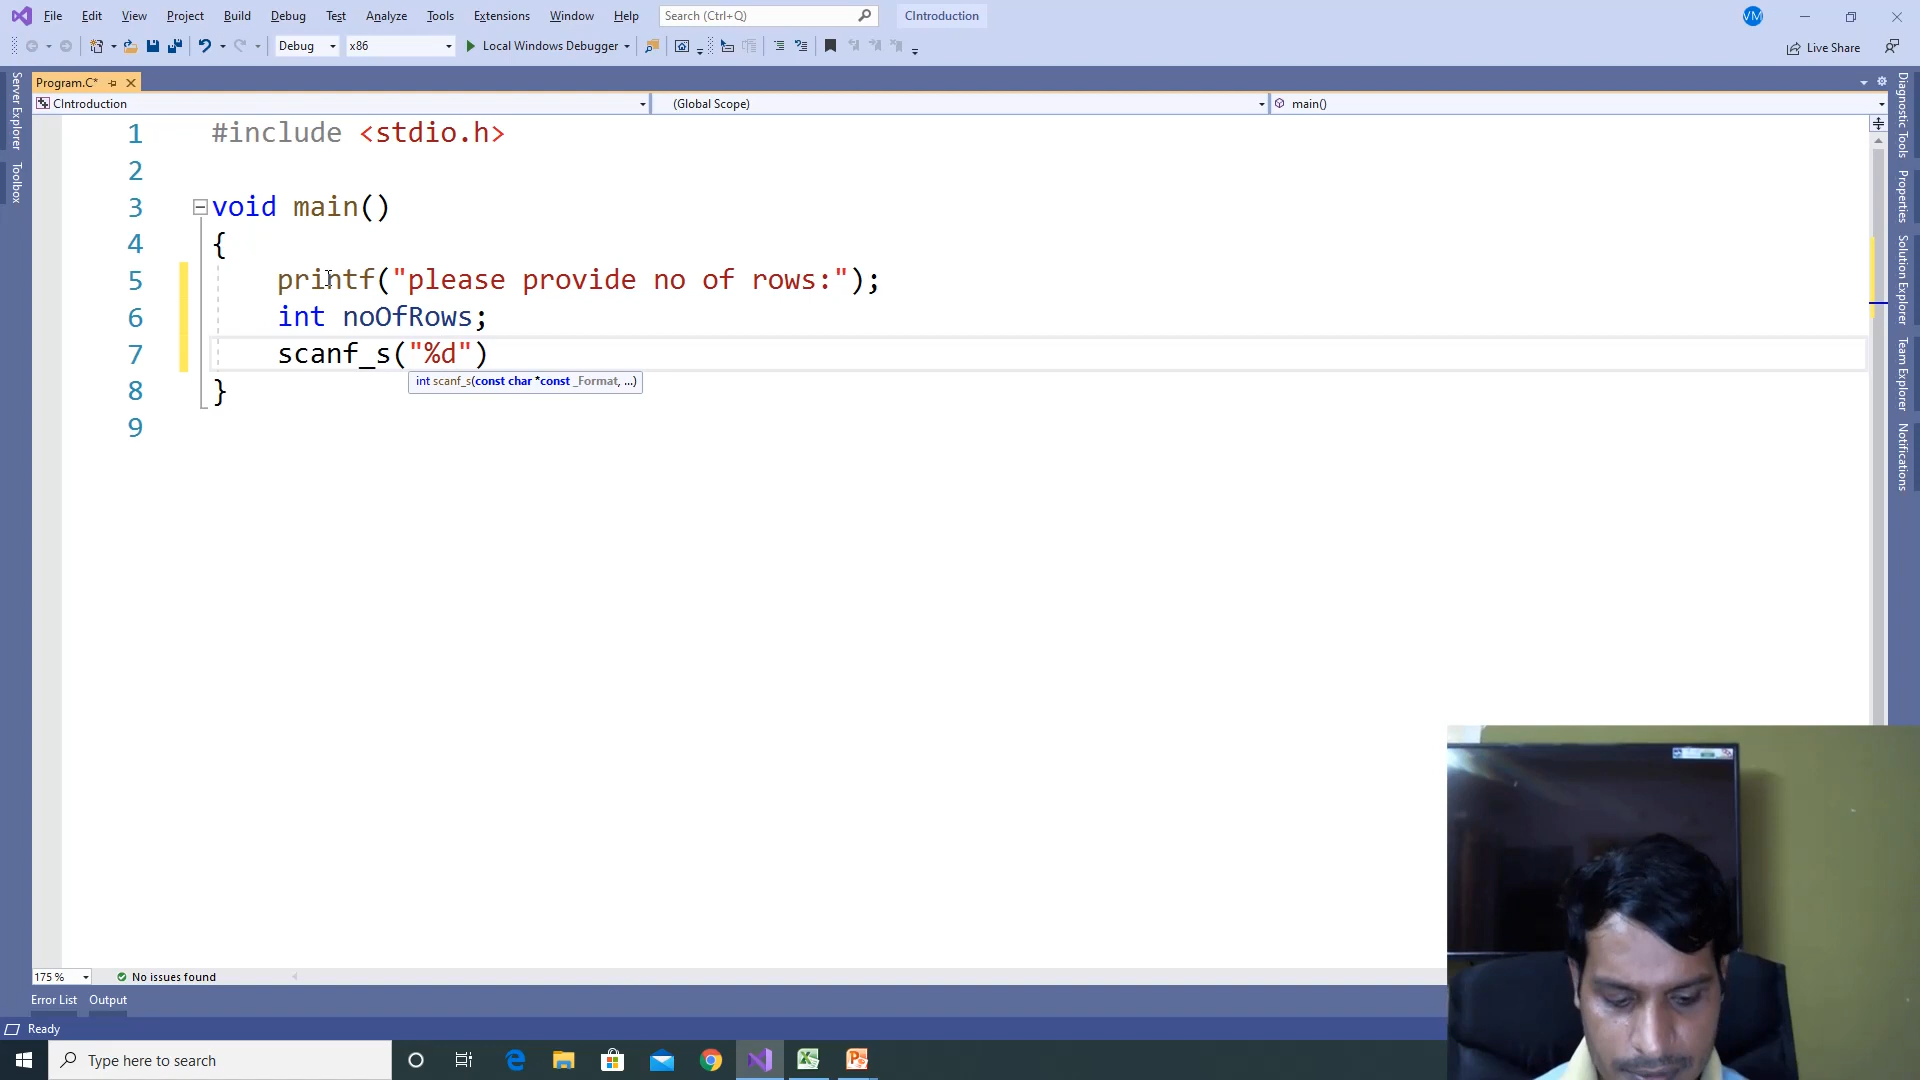 File Edit View Project Build Debug Test Analyze Tools Extensions Window Help Search (Ctrl+Q) CIntroduction VM
Debug x86 Local Windows Debugger Live Share
Program.C*
CIntroduction (Global Scope) main()
Server Explorer
Toolbox
1 #include <stdio.h>
2
3 void main()
4 {
5 printf("please provide no of rows:");
6 int noOfRows;
7 scanf_s("%d")
int scanf_s(const char *const _Format, ...)
8 }
9
Diagnostic Tools
Properties
Solution Explorer
Team Explorer
Notifications
175 % No issues found
Error List Output
Ready
Type here to search